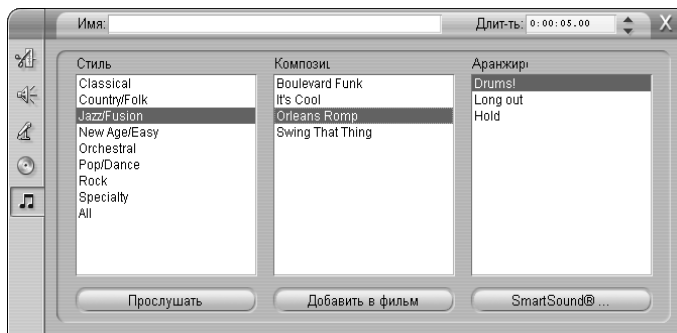 Имя:
Длит-ть: 0:00:05.00
X
Стиль
Classical
Country/Folk
Jazz/Fusion
New Age/Easy
Orchestral
Pop/Dance
Rock
Specialty
All
Прослушать
Композиц
Boulevard Funk
It's Cool
Orleans Romp
Swing That Thing
Добавить в фильм
Аранжир
Drums!
Long out
Hold
SmartSound® ...